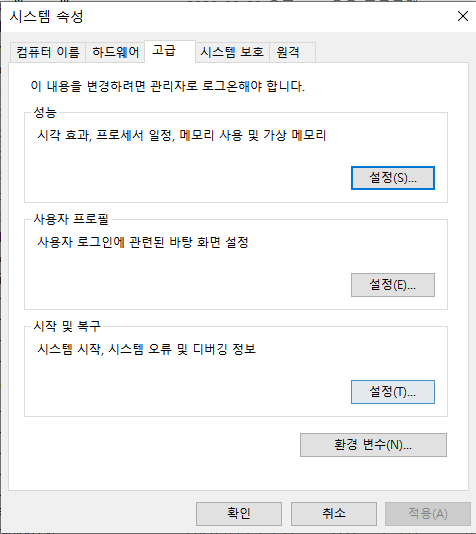 시스템 속성
컴퓨터 이름 하드웨어 고급 시스템 보호 원격
이 내용을 변경하려면 관리자로 로그온해야 합니다.
성능
시각 효과, 프로세서 일정, 메모리 사용 및 가상 메모리
설정(S)...
사용자 프로필
사용자 로그인에 관련된 바탕 화면 설정
설정(E)...
시작 및 복구
시스템 시작, 시스템 오류 및 디버깅 정보
설정(T)...
환경 변수(N)...
확인 취소 적용(A)